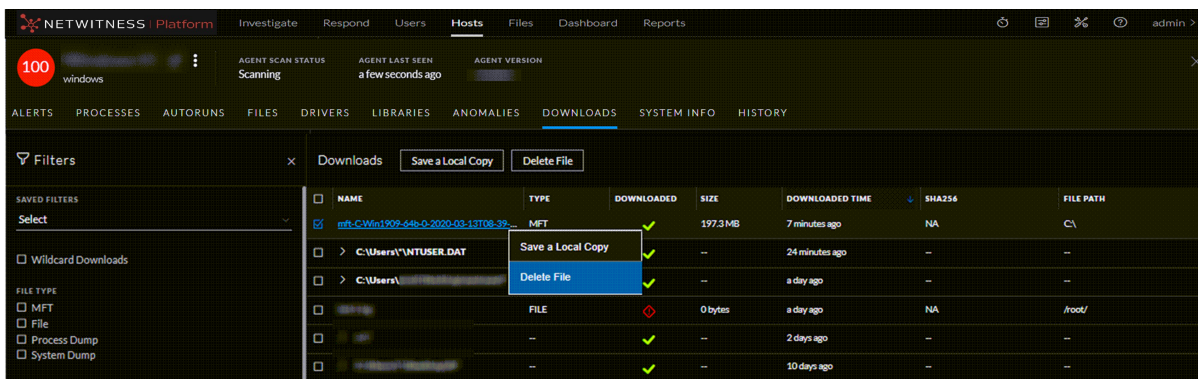 NETWITNESS Platform Investigate Respond Users Hosts Files Dashboard Reports admin >
100 windows
AGENT SCAN STATUS AGENT LAST SEEN AGENT VERSION
Scanning a few seconds ago
ALERTS PROCESSES AUTORUNS FILES DRIVERS LIBRARIES ANOMALIES DOWNLOADS SYSTEM INFO HISTORY
Filters × Downloads Save a Local Copy Delete File
SAVED FILTERS
Select
Wildcard Downloads
FILE TYPE
MFT
File
Process Dump
System Dump
NAME TYPE DOWNLOADED SIZE DOWNLOADED TIME SHA256 FILE PATH
mft-C-Win1909-64b-0-2020-03-13T08-39-... MFT 197.3 MB 7 minutes ago NA C:\
> C:\Users\*\NTUSER.DAT -- 24 minutes ago -- --
> C:\Users\ -- a day ago -- --
FILE 0 bytes a day ago NA /root/
-- -- 2 days ago -- --
-- -- 10 days ago -- --
Save a Local Copy
Delete File